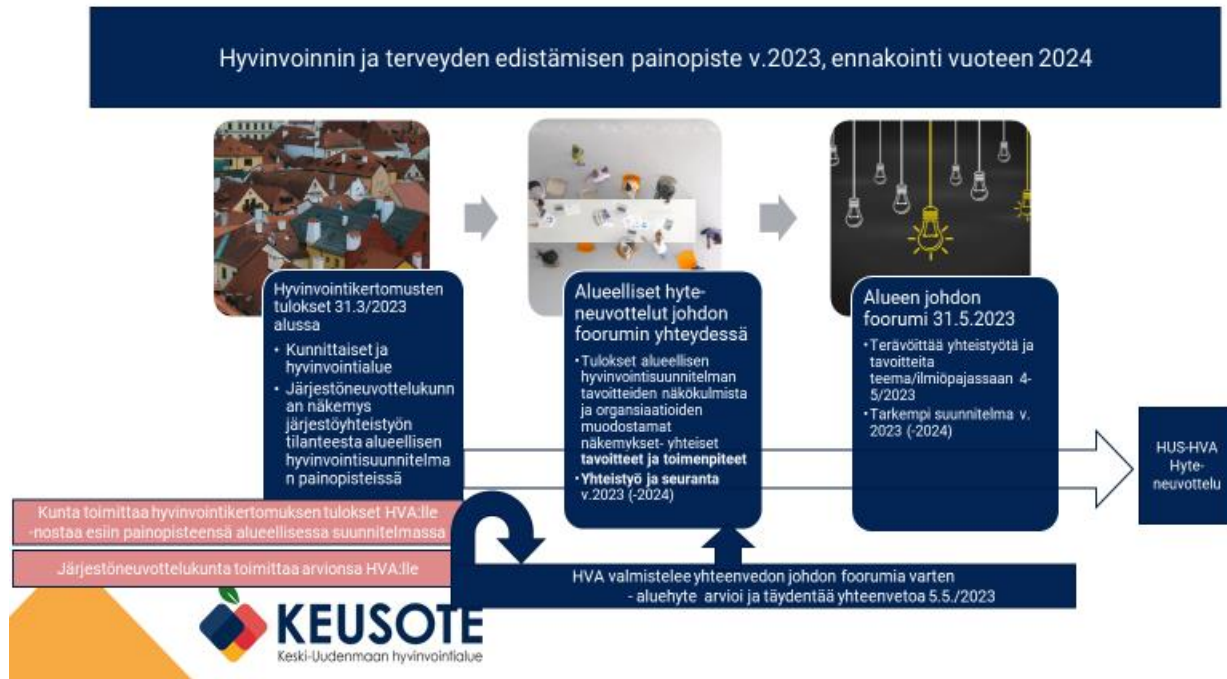 Hyvinvoinnin ja terveyden edistämisen painopiste v.2023, ennakointi vuoteen 2024
Hyvinvointikertomusten
tulokset 31.3/2023
alussa
• Kunnittaiset ja
hyvinvointialue
• Järjestöneuvottelukunn
an näkemys
järjestöyhteistyön
tilanteesta alueellisen
hyvinvointisuunnitelma
n painopisteissä
Alueelliset hyte-
neuvottelut johdon
foorumin yhteydessä
•Tulokset alueellisen
hyvinvointisuunnitelman
tavoitteiden näkökulmista
ja organsiaatioiden
muodostamat
näkemykset- yhteiset
tavoitteet ja toimenpiteet
•Yhteistyö ja seuranta
v.2023 (-2024)
Alueen johdon
foorumi 31.5.2023
•Terävöittää yhteistyötä ja
tavoitteita
teema/ilmiöpajassaan 4-
5/2023
•Tarkempi suunnitelma v.
2023 (-2024)
HUS-HVA
Hyte-
neuvottelu
Kunta toimittaa hyvinvointikertomuksen tulokset HVA:lle
-nostaa esiin painopisteensä alueellisessa suunnitelmassa
Järjestöneuvottelukunta toimittaa arvionsa HVA:lle
HVA valmistelee yhteenvedon johdon foorumia varten
- aluehyte arvioi ja täydentää yhteenvetoa 5.5./2023
KEUSOTE
Keski-Uudenmaan hyvinvointialue